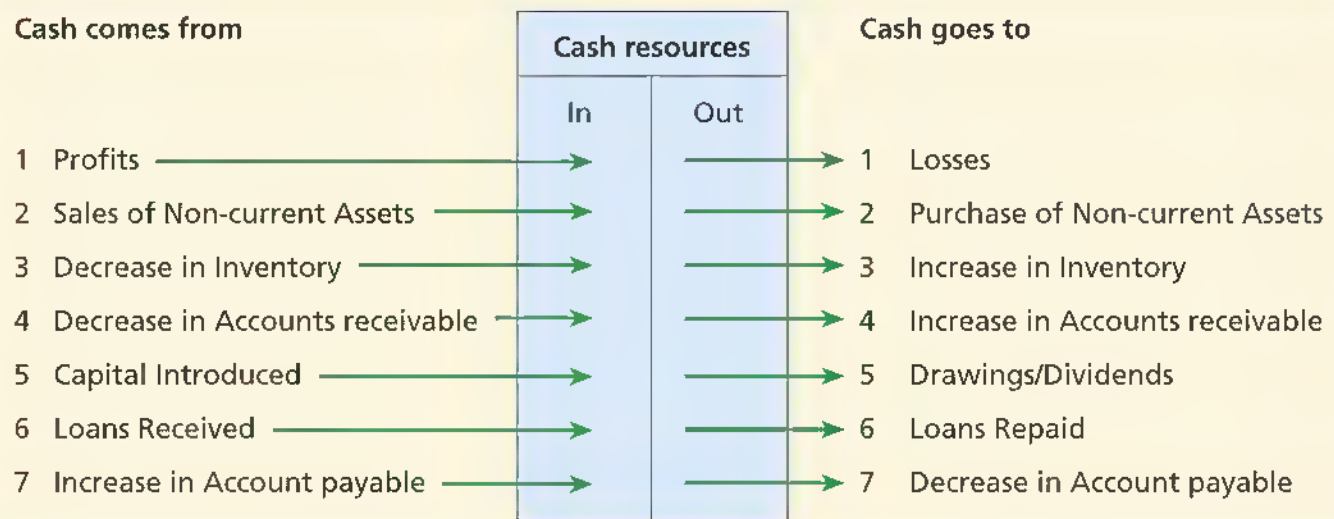 Cash comes from
Cash resources
Cash goes to
In
Out
1 Profits
1 Losses
2 Sales of Non-current Assets
2 Purchase of Non-current Assets
3 Decrease in Inventory
3 Increase in Inventory
4 Decrease in Accounts receivable
4 Increase in Accounts receivable
5 Capital Introduced
5 Drawings/Dividends
6 Loans Received
6 Loans Repaid
7 Increase in Account payable
7 Decrease in Account payable